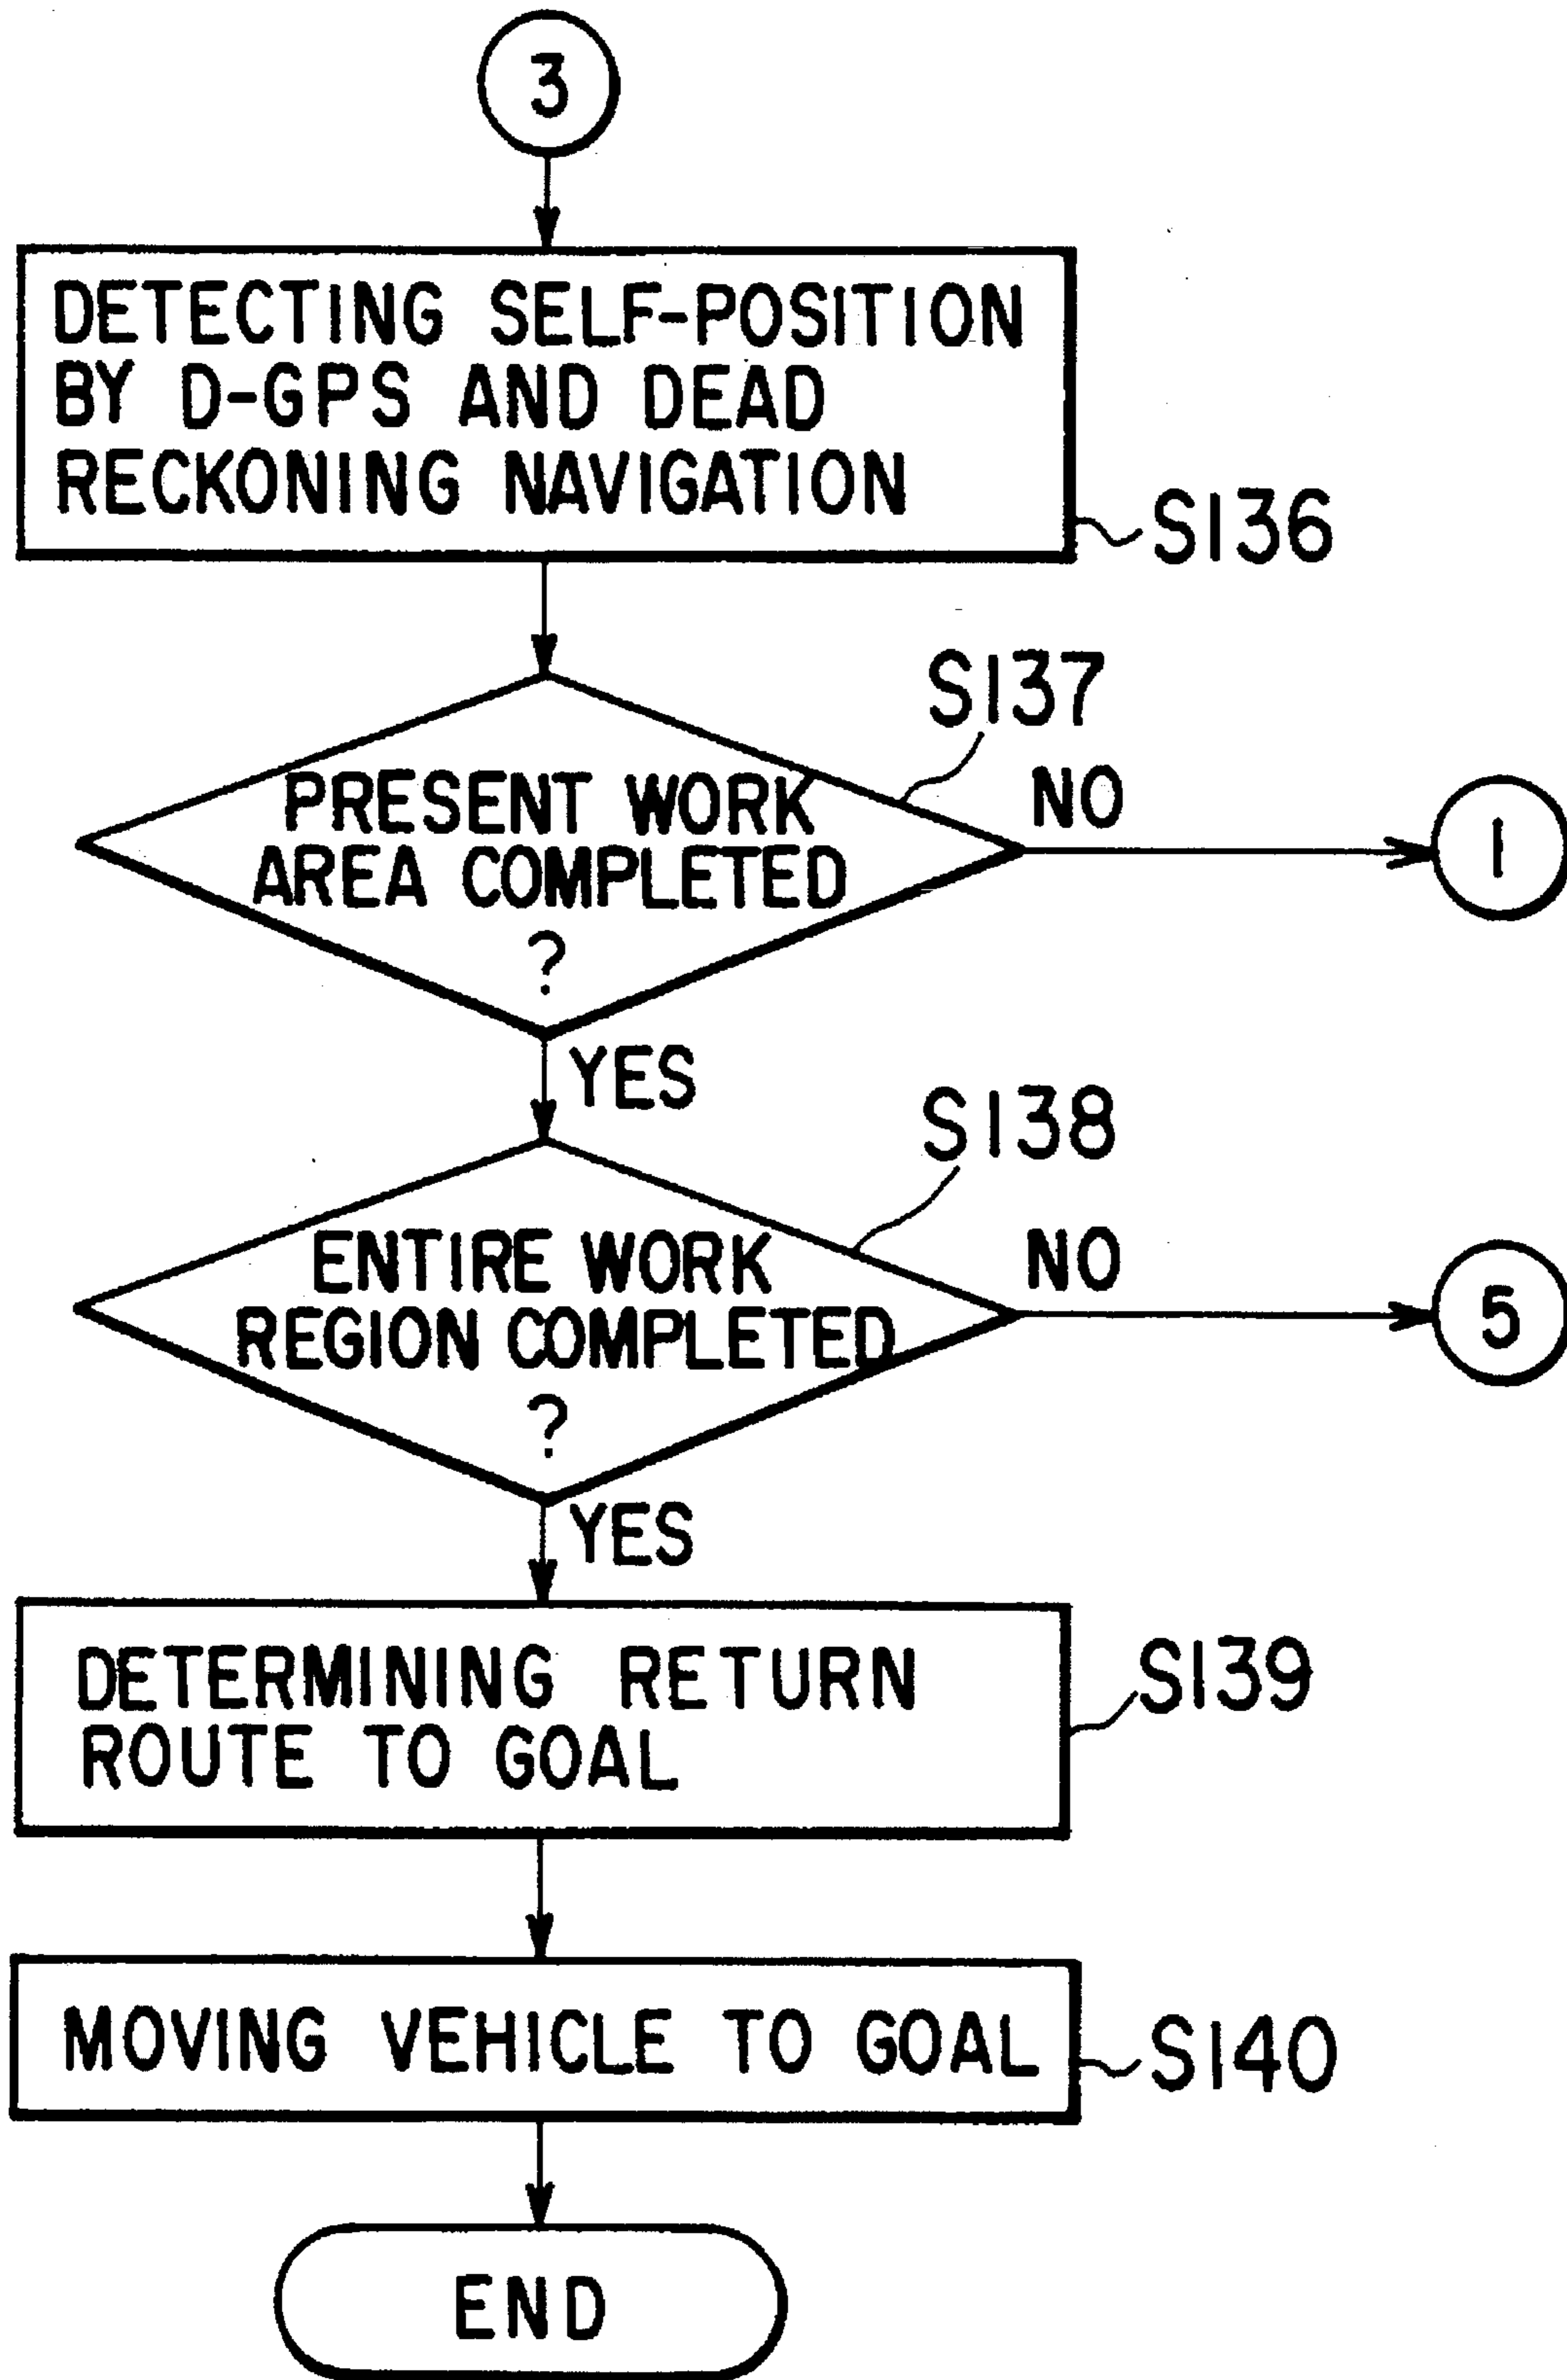 3
DETECTING SELF-POSITION
BY D-GPS AND DEAD
RECKONING NAVIGATION
S136
S137
PRESENT WORK
AREA COMPLETED
?
NO
1
YES
S138
ENTIRE WORK
REGION COMPLETED
?
NO
5
YES
DETERMINING RETURN
ROUTE TO GOAL
S139
MOVING VEHICLE TO GOAL
S140
END